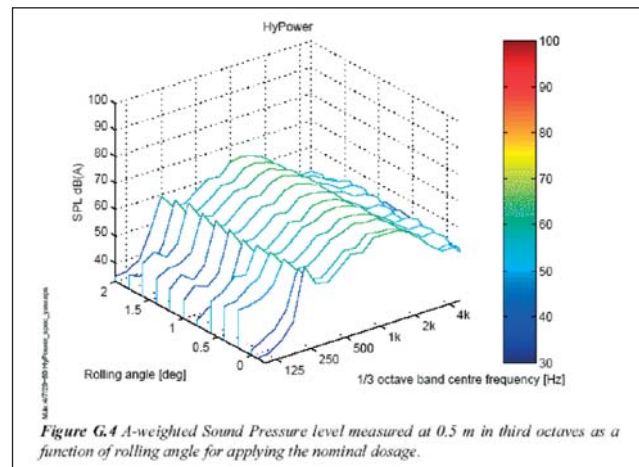 HyPower
100
90
80
70
60
50
40
SPL dB(A)
2
1.5
1
0.5
0
Rolling angle [deg]
125
250
500
1k
2k
4k
1/3 octave band centre frequency [Hz]
100
90
80
70
60
50
40
30
Figure G.4 A-weighted Sound Pressure level measured at 0.5 m in third octaves as a
function of rolling angle for applying the nominal dosage.